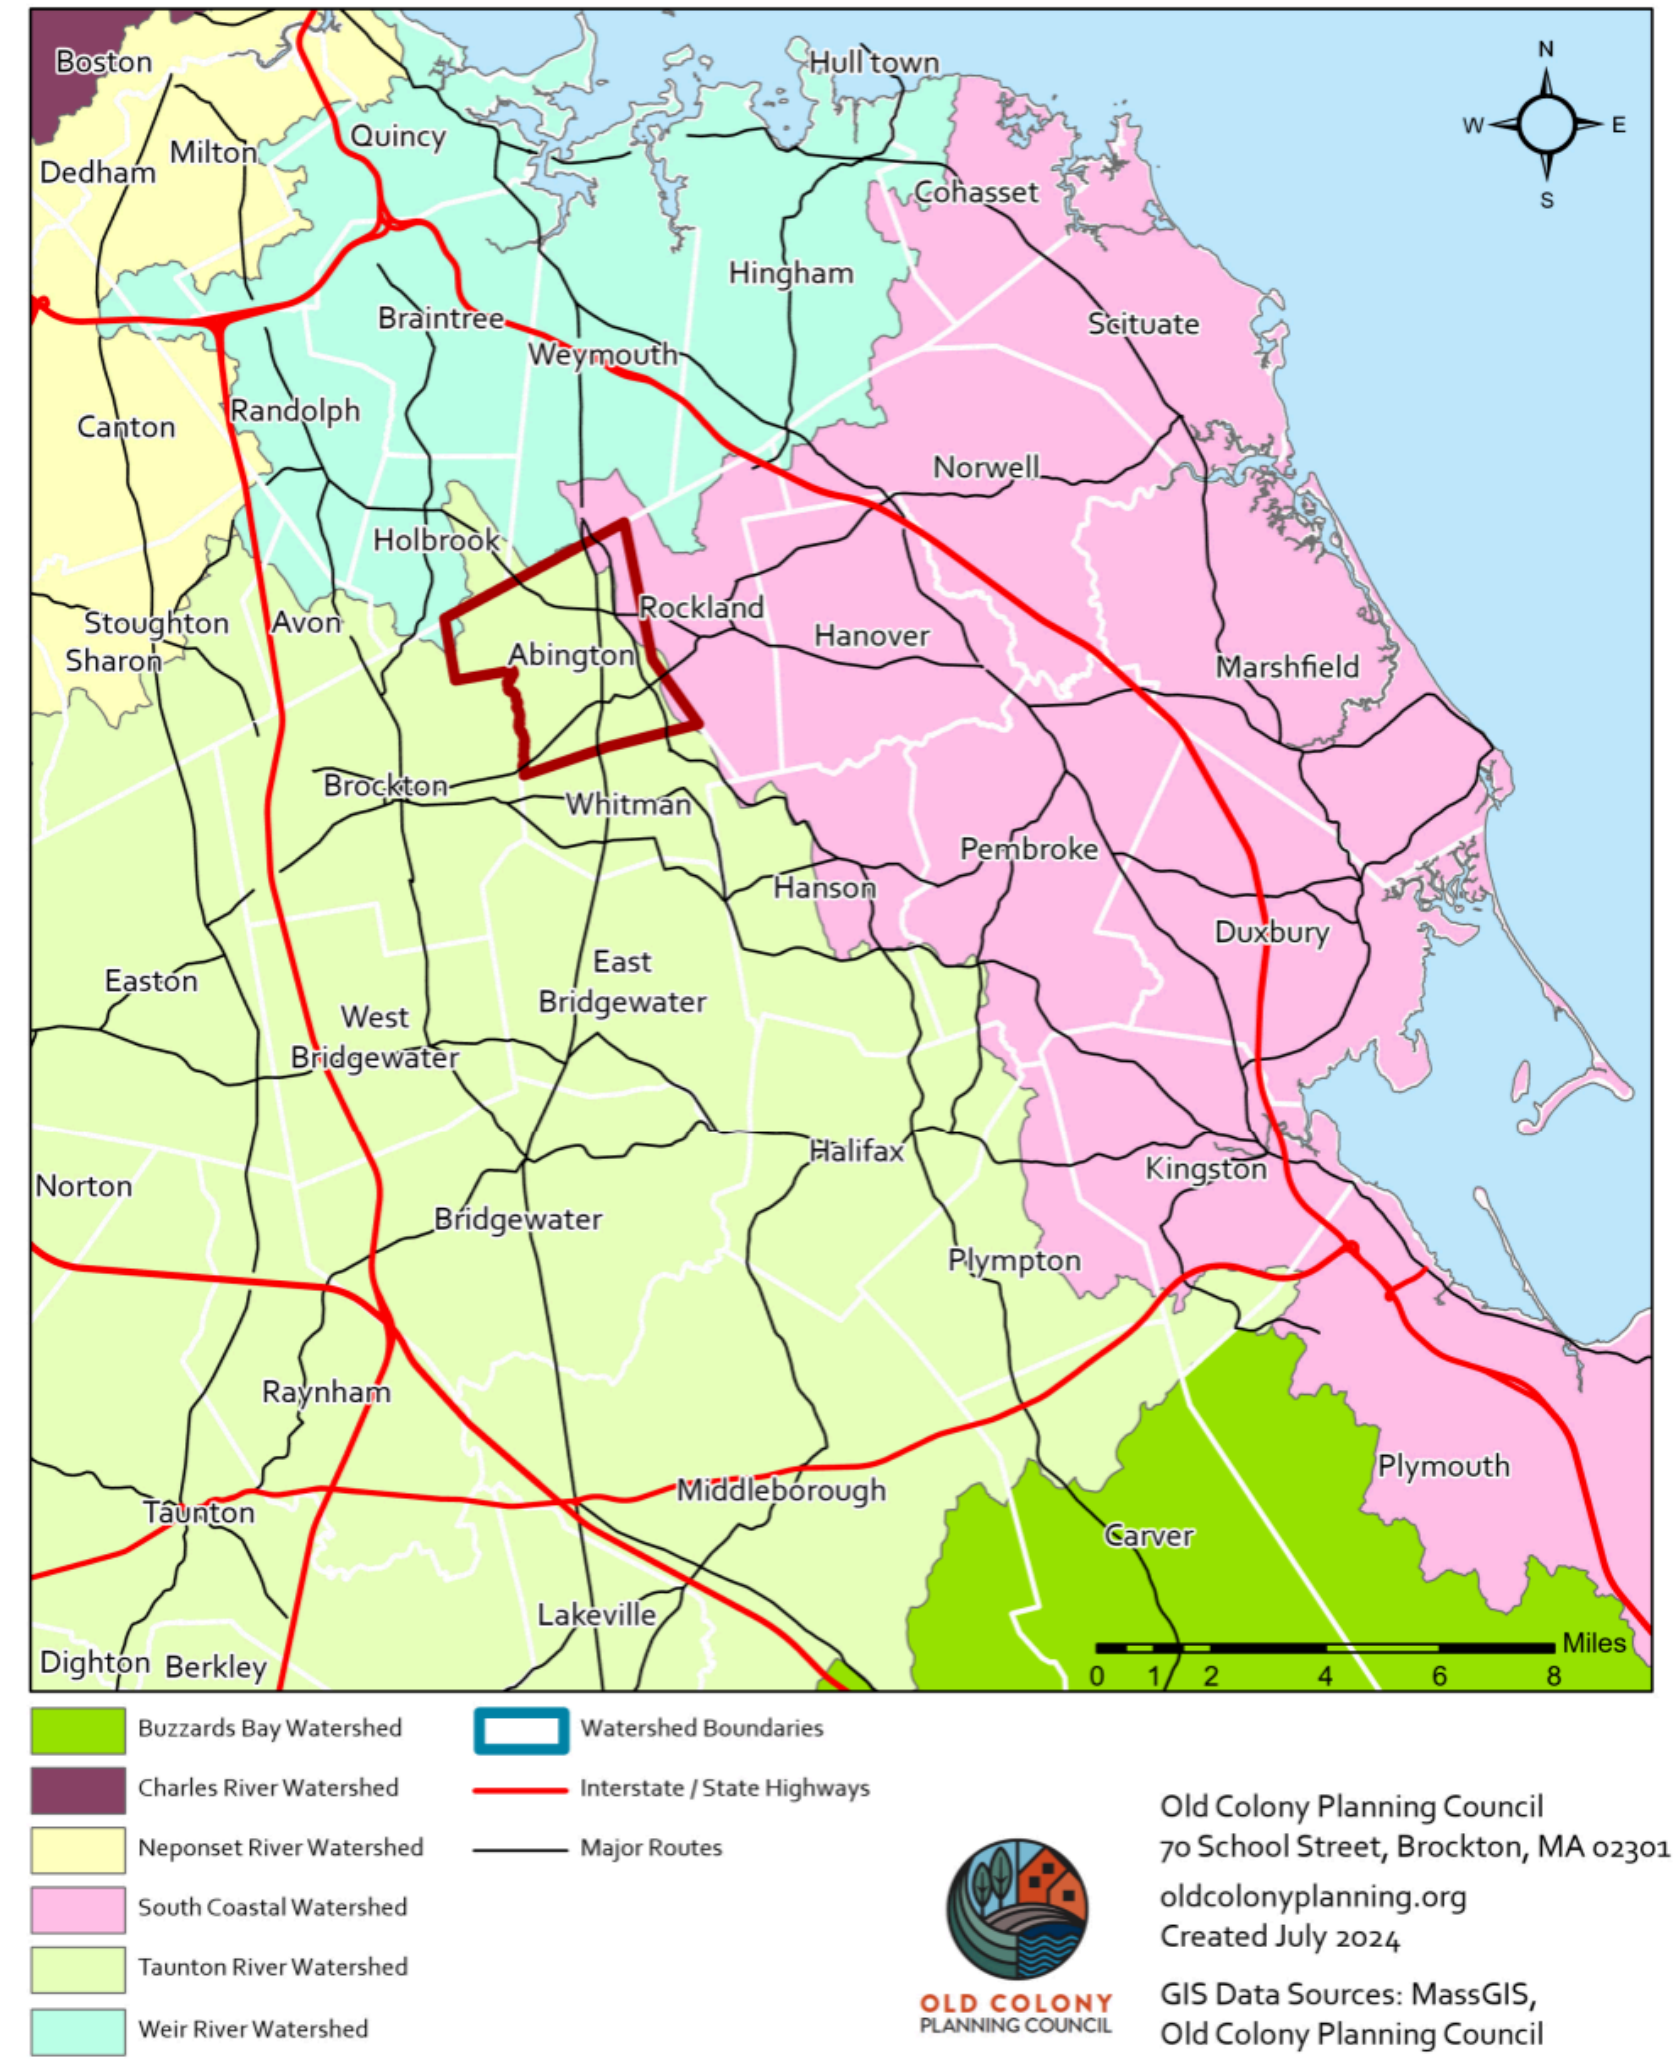 Boston
Hull town
N
W
E
S
Quincy
Milton
Dedham
Cohasset
Hingham
Braintree
Scituate
Weymouth
Randolph
Canton
Norwell
Holbrook
Rockland
Stoughton
Avon
Hanover
Abington
Sharon
Marshfield
Brockton
Whitman
Pembroke
Hanson
Duxbury
East
Bridgewater
Easton
West
Bridgewater
Halifax
Kingston
Norton
Bridgewater
Plympton
Raynham
Plymouth
Middleborough
Taunton
Carver
Lakeville
Dighton
Berkley
Miles
0 1 2 4 6 8
Buzzards Bay Watershed
Charles River Watershed
Neponset River Watershed
South Coastal Watershed
Taunton River Watershed
Weir River Watershed
Watershed Boundaries
Interstate / State Highways
Major Routes
OLD COLONY
PLANNING COUNCIL
Old Colony Planning Council
70 School Street, Brockton, MA 02301
oldcolonyplanning.org
Created July 2024
GIS Data Sources: MassGIS,
Old Colony Planning Council